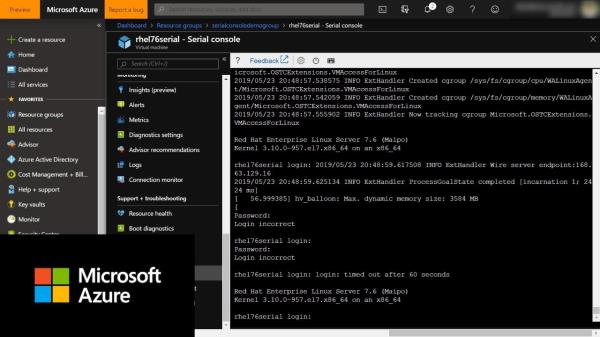 Preview
Microsoft Azure
Report a bug
Search resources, services, and docs
Dashboard > Resource groups > serialconsoledemogroup > rhel76serial - Serial console
rhel76serial - Serial console
Virtual machine
Create a resource
Home
Dashboard
All services
FAVORITES
Resource groups
All resources
Advisor
Azure Active Directory
Cost Management + Bill...
Help + support
Key vaults
Monitor
Security Center
Search (Ctrl+/)
Monitoring
Insights (preview)
Alerts
Metrics
Diagnostics settings
Advisor recommendations
Logs
Connection monitor
Support + troubleshooting
Resource health
Boot diagnostics
? Feedback
icrosoft.OSTCExtensions.VMAccessForLinux
2019/05/23 20:48:57.538575 INFO ExtHandler Created cgroup /sys/fs/cgroup/cpu/WALinuxAgen
t/Microsoft.OSTCExtensions.VMAccessForLinux
2019/05/23 20:48:57.542059 INFO ExtHandler Created cgroup /sys/fs/cgroup/memory/WALinuxA
gent/Microsoft.OSTCExtensions.VMAccessForLinux
2019/05/23 20:48:57.555902 INFO ExtHandler Now tracking cgroup Microsoft.OSTCExtensions.
VMAccessForLinux
Red Hat Enterprise Linux Server 7.6 (Maipo)
Kernel 3.10.0-957.el7.x86_64 on an x86_64
rhel76serial login: 2019/05/23 20:48:59.617508 INFO ExtHandler Wire server endpoint:168.
63.129.16
2019/05/23 20:48:59.625134 INFO ExtHandler ProcessGoalState completed [incarnation 1; 24
24 ms]
[ 56.999385] hv_balloon: Max. dynamic memory size: 3584 MB
[
Password:
Login incorrect
rhel76serial login:
Password:
Login incorrect
rhel76serial login: login: timed out after 60 seconds
Red Hat Enterprise Linux Server 7.6 (Maipo)
Kernel 3.10.0-957.el7.x86_64 on an x86_64
rhel76serial login:
Microsoft
Azure